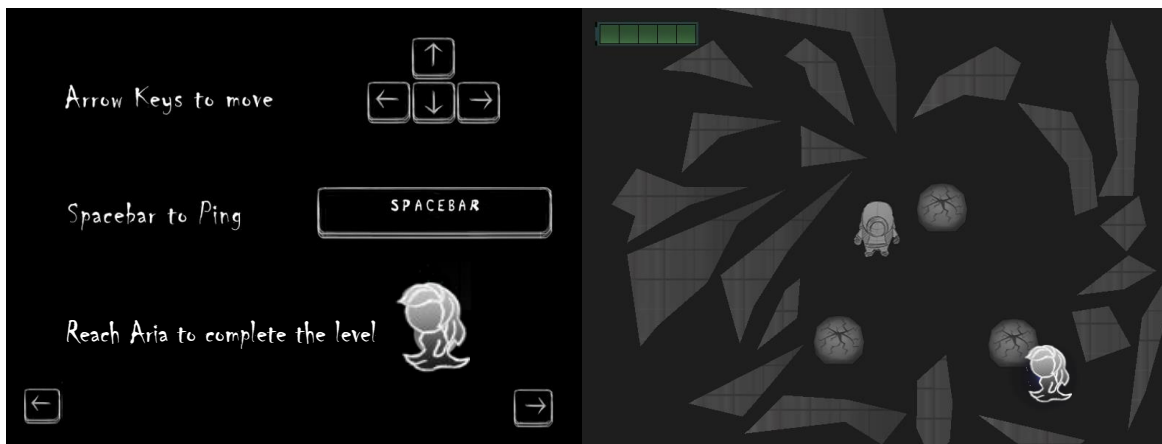 Arrow Keys to move
Spacebar to Ping
SPACEBAR
Reach Aria to complete the level